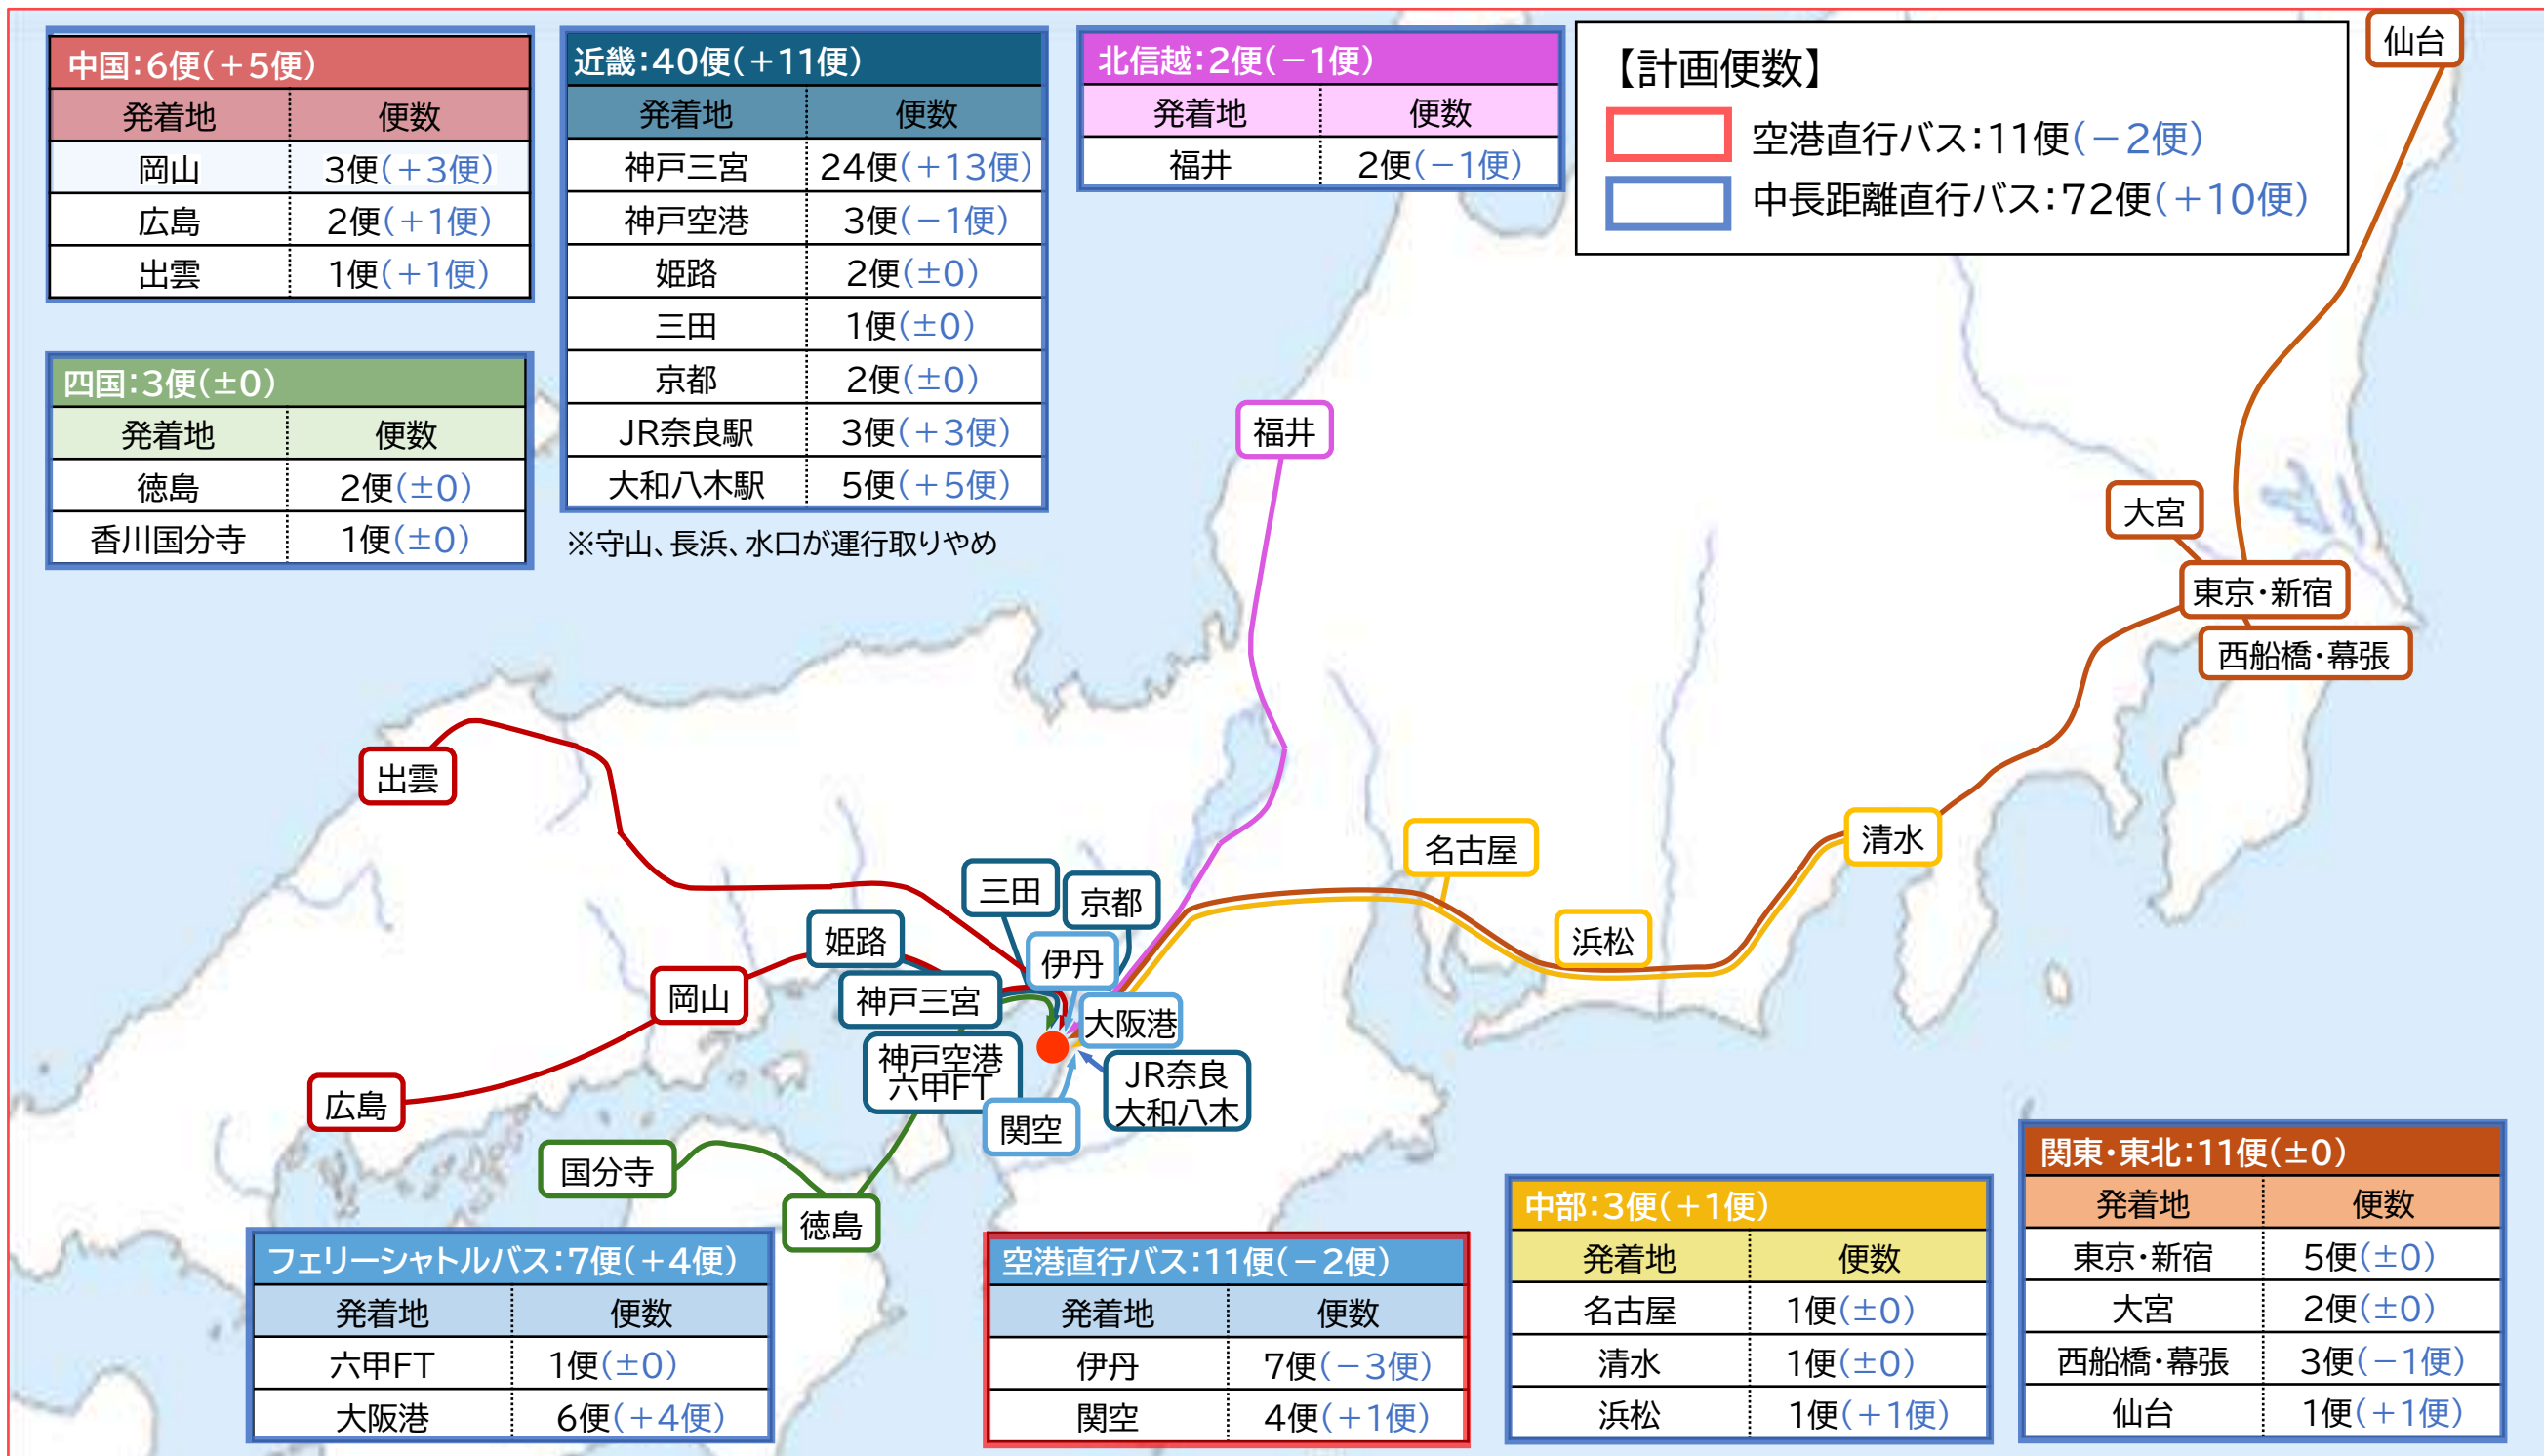 中国：6便(＋5便)
発着地 便数
岡山 3便(＋3便)
広島 2便(＋1便)
出雲 1便(＋1便)
四国：3便(±0)
発着地 便数
徳島 2便(±0)
香川国分寺 1便(±0)
近畿：40便(＋11便)
発着地 便数
神戸三宮 24便(＋13便)
神戸空港 3便(－1便)
姫路 2便(±0)
三田 1便(±0)
京都 2便(±0)
JR奈良駅 3便(＋3便)
大和八木駅 5便(＋5便)
※守山、長浜、水口が運行取りやめ
北信越：2便(－1便)
発着地 便数
福井 2便(－1便)
【計画便数】
空港直行バス：11便(－2便)
中長距離直行バス：72便(＋10便)
仙台
福井
大宮
東京・新宿
西船橋・幕張
出雲
名古屋
清水
三田
京都
姫路
伊丹
浜松
岡山
神戸三宮
大阪港
神戸空港
六甲FT
JR奈良
大和八木
広島
関空
国分寺
徳島
フェリーシャトルバス：7便(＋4便)
発着地 便数
六甲FT 1便(±0)
大阪港 6便(＋4便)
空港直行バス：11便(－2便)
発着地 便数
伊丹 7便(－3便)
関空 4便(＋1便)
中部：3便(＋1便)
発着地 便数
名古屋 1便(±0)
清水 1便(±0)
浜松 1便(＋1便)
関東・東北：11便(±0)
発着地 便数
東京・新宿 5便(±0)
大宮 2便(±0)
西船橋・幕張 3便(－1便)
仙台 1便(＋1便)